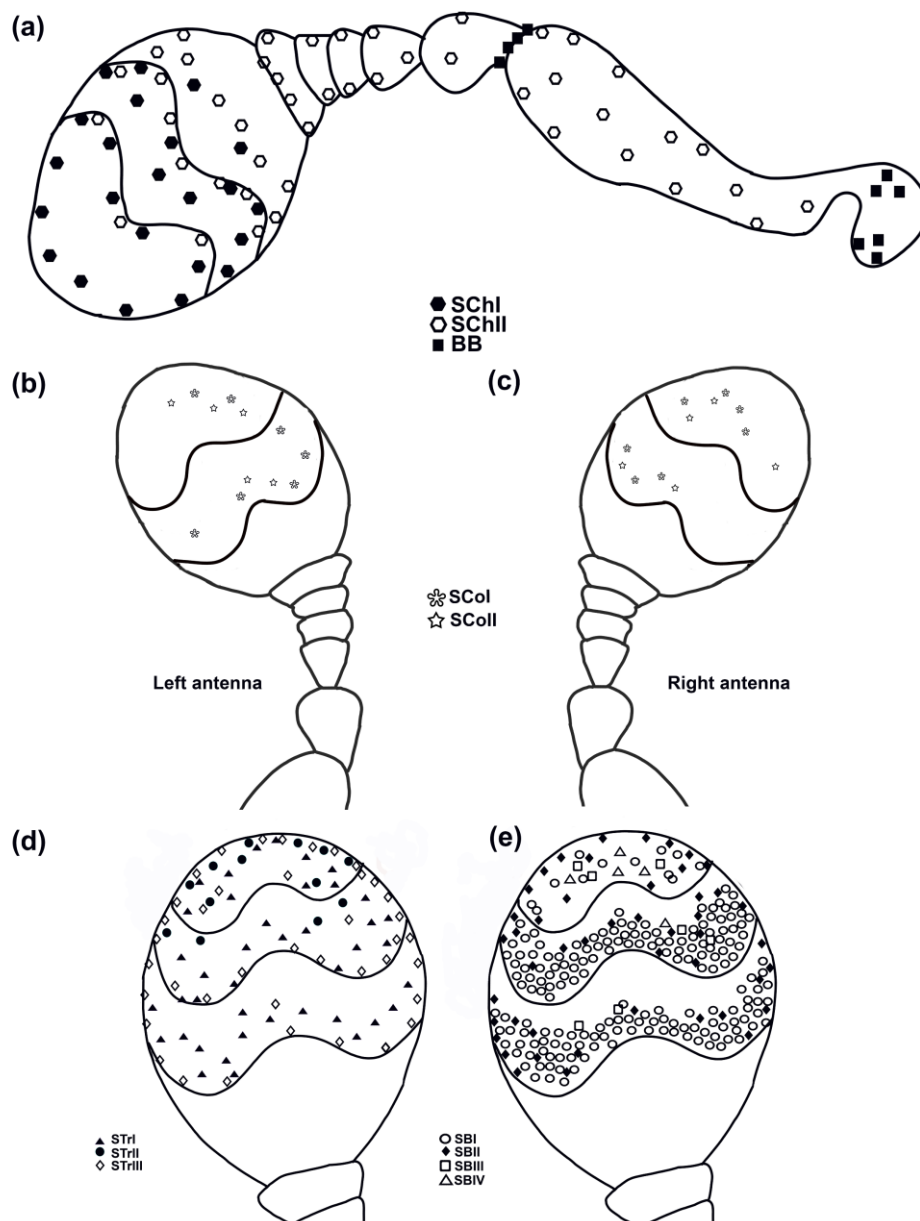 (a)
SChI
SChII
BB
(b)
(c)
SCoI
SCoII
Left antenna
Right antenna
(d)
(e)
STrI
STrII
STrIII
SBI
SBII
SBIII
SBIV